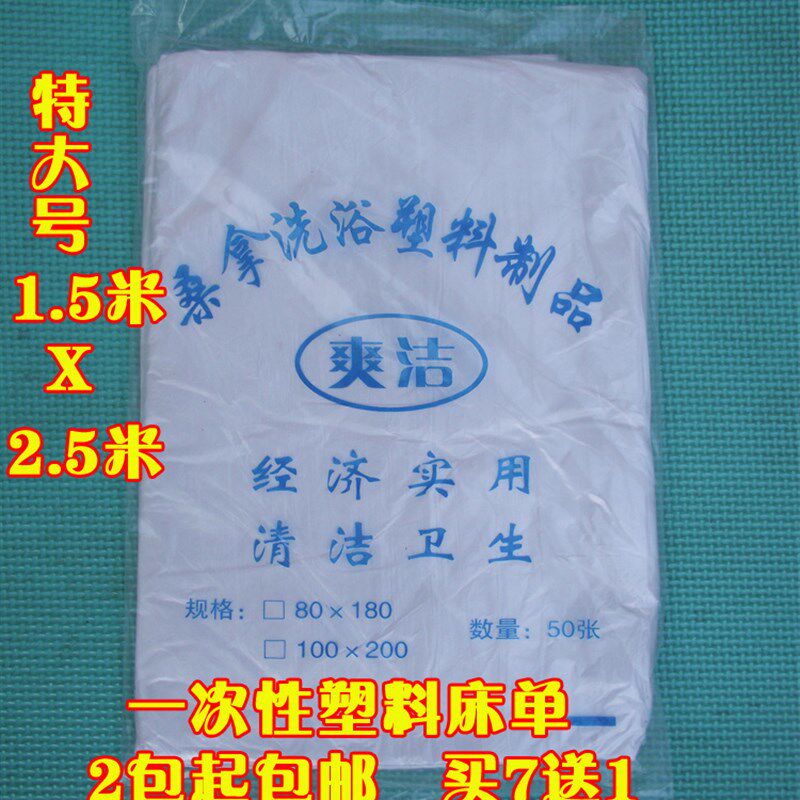 特大号
1.5米
X
2.5米
桑拿洗浴塑料制品
爽洁
经济实用
清洁卫生
规格：□ 80×180
□ 100×200
数量：50张
一次性塑料床单
2包起包邮 买7送1